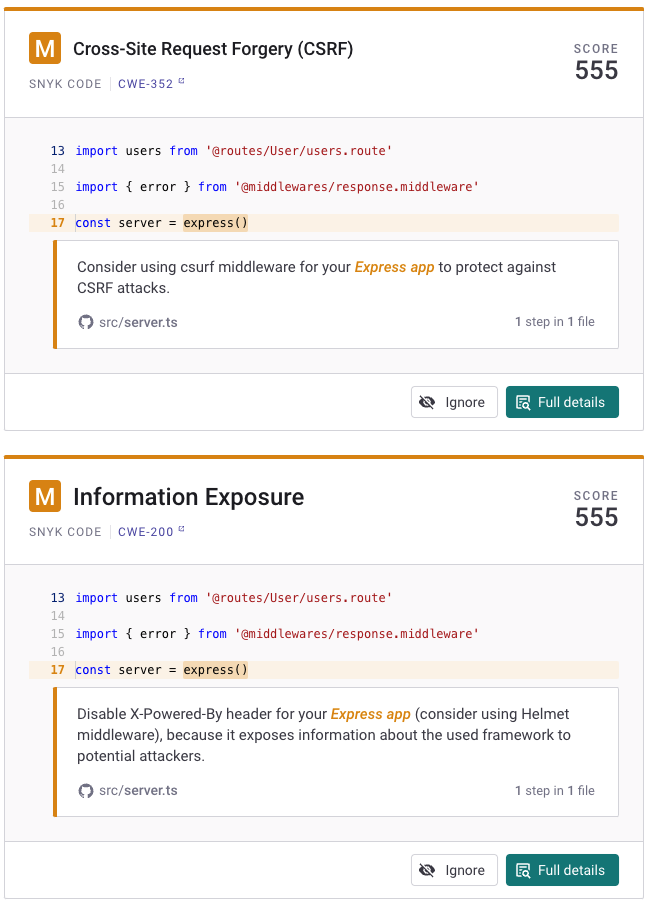 M Cross-Site Request Forgery (CSRF)
SCORE
555
SNYK CODE CWE-352
13 import users from '@routes/User/users.route'
14
15 import { error } from '@middlewares/response.middleware'
16
17 const server = express()
Consider using csurf middleware for your Express app to protect against
CSRF attacks.
src/server.ts 1 step in 1 file
Ignore Full details
M Information Exposure
SCORE
555
SNYK CODE CWE-200
13 import users from '@routes/User/users.route'
14
15 import { error } from '@middlewares/response.middleware'
16
17 const server = express()
Disable X-Powered-By header for your Express app (consider using Helmet
middleware), because it exposes information about the used framework to
potential attackers.
src/server.ts 1 step in 1 file
Ignore Full details